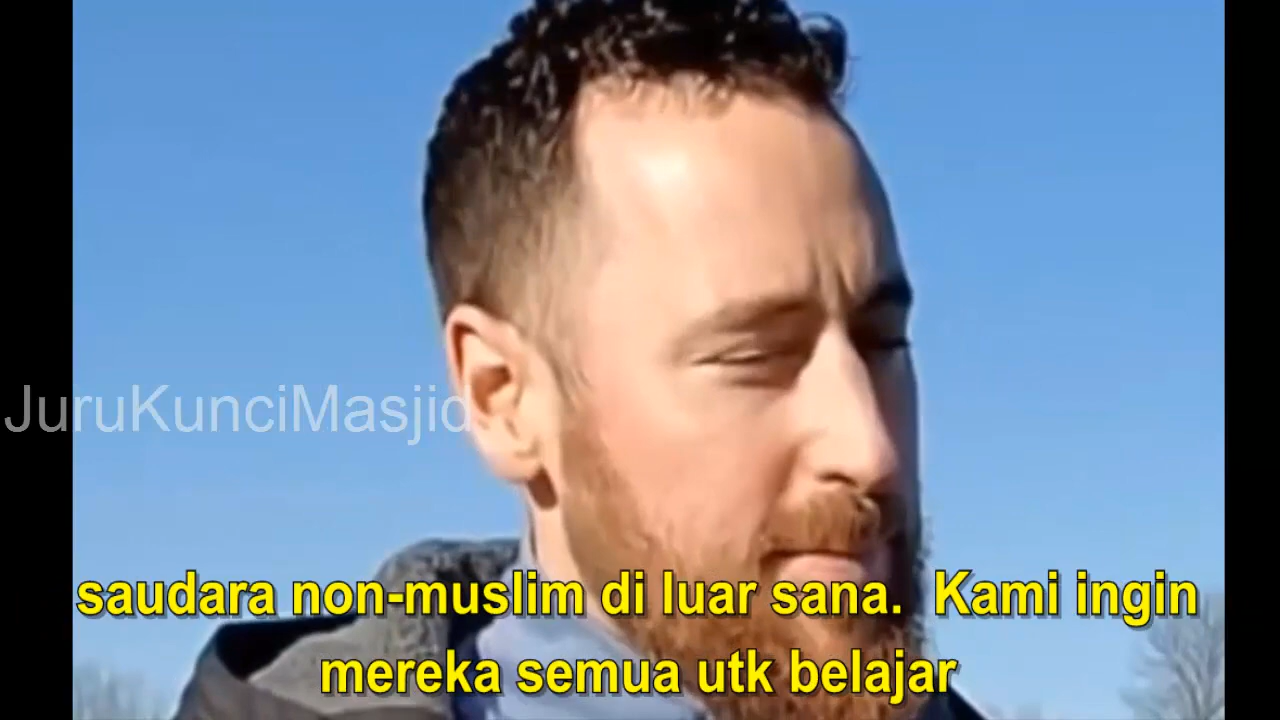 JuruKunciMasjid
saudara non-muslim di luar sana. Kami ingin
mereka semua utk belajar